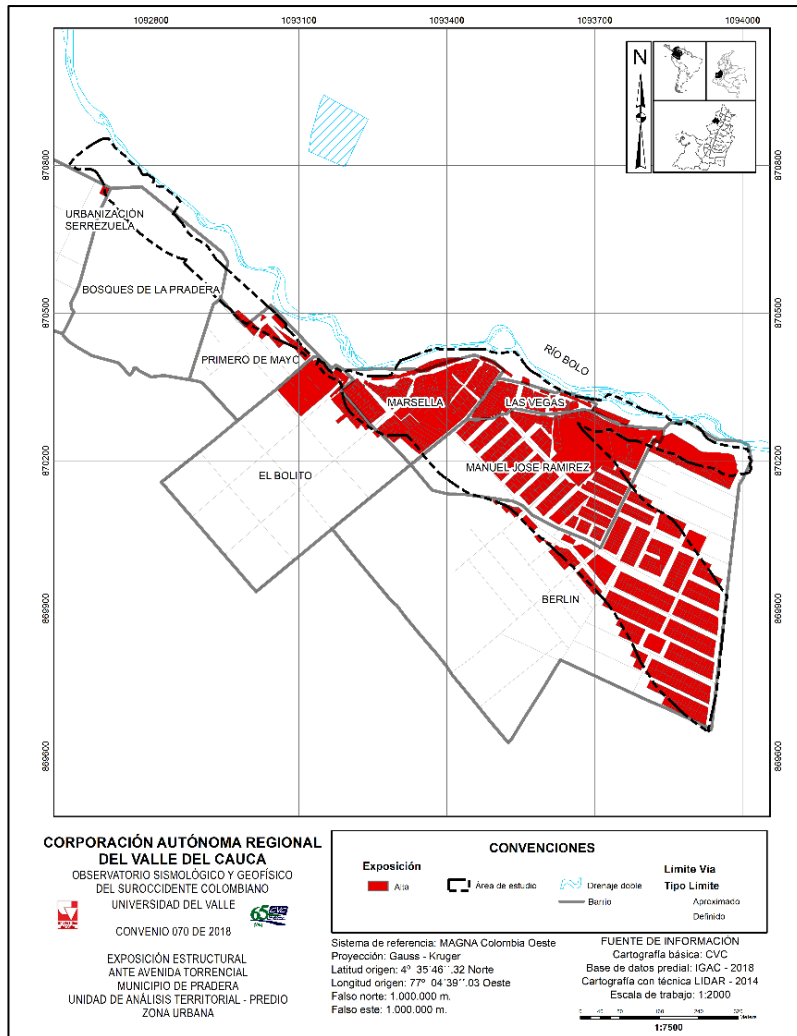 1092800
1093100
1093400
1093700
1094000
N
870800
870800
URBANIZACIÓN
SERREZUELA
BOSQUES DE LA PRADERA
870500
870500
RÍO BOLO
PRIMERO DE MAYO
MARSELLA
LAS VEGAS
870200
870200
EL BOLITO
MANUEL JOSE RAMIREZ
869900
869900
BERLIN
869600
869600
CORPORACIÓN AUTÓNOMA REGIONAL
DEL VALLE DEL CAUCA
OBSERVATORIO SISMOLÓGICO Y GEOFÍSICO
DEL SUROCCIDENTE COLOMBIANO
UNIVERSIDAD DEL VALLE
65
CVC
CONVENIO 070 DE 2018
EXPOSICIÓN ESTRUCTURAL
ANTE AVENIDA TORRENCIAL
MUNICIPIO DE PRADERA
UNIDAD DE ANÁLISIS TERRITORIAL - PREDIO
ZONA URBANA
CONVENCIONES
Exposición
Alta
Área de estudio
Drenaje doble
Barrio
Límite Vía
Tipo Limite
Aproximado
Definido
Sistema de referencia: MAGNA Colombia Oeste
Proyección: Gauss - Kruger
Latitud origen: 4º 35'46''.32 Norte
Longitud origen: 77º 04'39''.03 Oeste
Falso norte: 1.000.000 m.
Falso este: 1.000.000 m.
FUENTE DE INFORMACIÓN
Cartografía básica: CVC
Base de datos predial: IGAC - 2018
Cartografía con técnica LIDAR - 2014
Escala de trabajo: 1:2000
1:7500